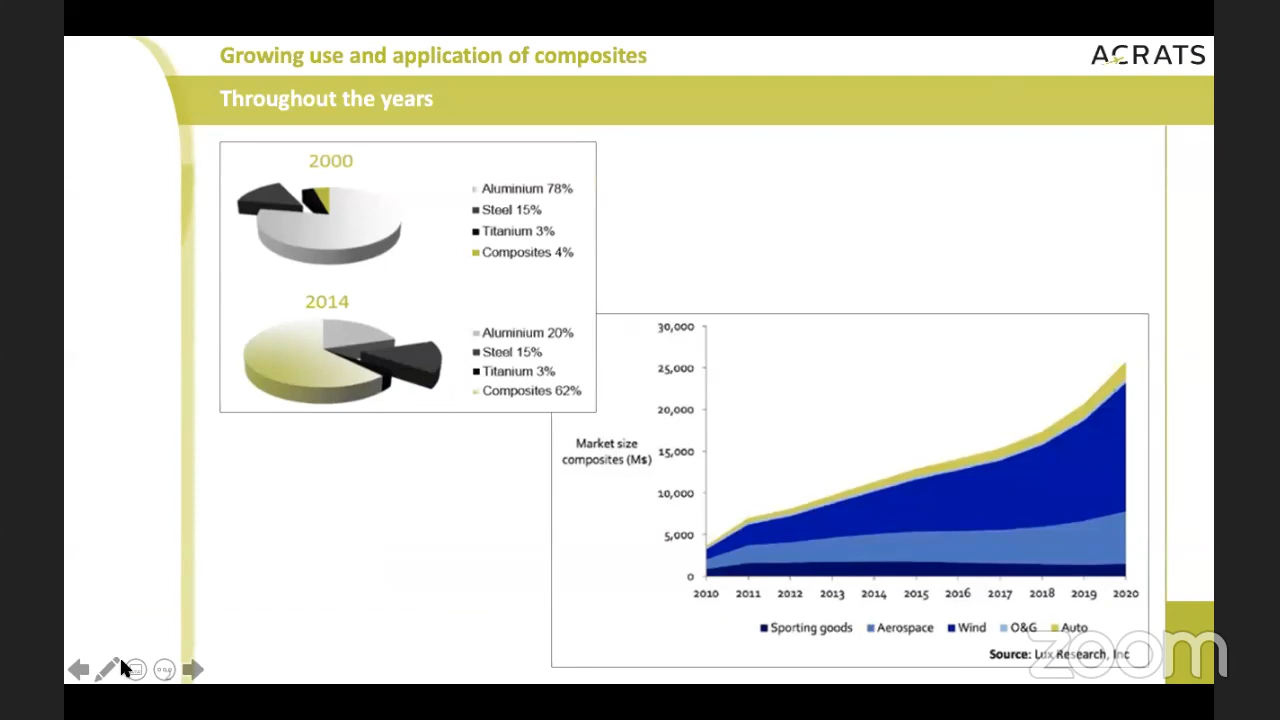 Growing use and application of composites
ACRATS
Throughout the years
2000
Aluminium 78%
Steel 15%
Titanium 3%
Composites 4%
2014
Aluminium 20%
Steel 15%
Titanium 3%
Composites 62%
Market size
composites (M$)
30,000
25,000
20,000
15,000
10,000
5,000
0
2010 2011 2012 2013 2014 2015 2016 2017 2018 2019 2020
Sporting goods Aerospace Wind O&G Auto
Source: Lux Research, Inc
zoom